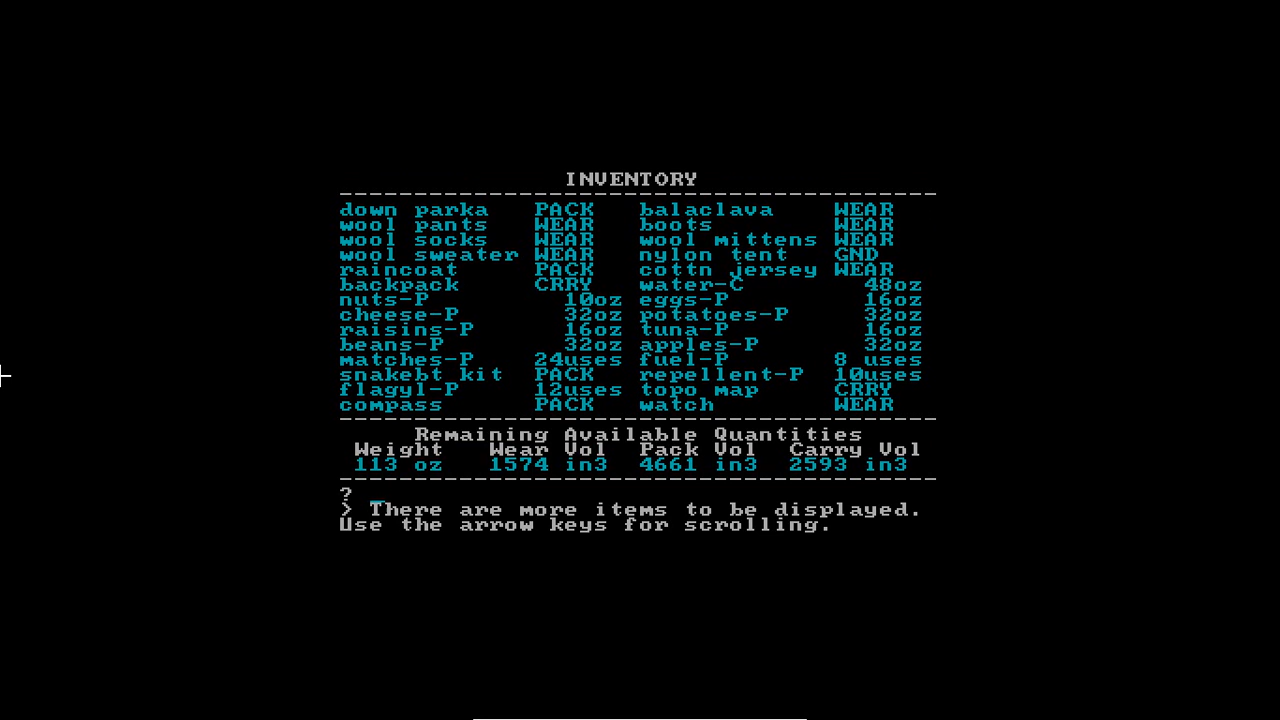 INVENTORY
down parka PACK balaclava WEAR
wool pants WEAR boots WEAR
wool socks WEAR wool mittens WEAR
wool sweater WEAR nylon tent GND
raincoat PACK cottn jersey WEAR
backpack CRRY water-C 48oz
nuts-P 10oz eggs-P 16oz
cheese-P 32oz potatoes-P 32oz
raisins-P 16oz tuna-P 16oz
beans-P 32oz apples-P 32oz
matches-P 24uses fuel-P 8 uses
snakebt kit PACK repellent-P 10uses
flagyl-P 12uses topo map CRRY
compass PACK watch WEAR
Remaining Available Quantities
Weight Wear Vol Pack Vol Carry Vol
113 oz 1574 in3 4661 in3 2593 in3
? _
> There are more items to be displayed.
Use the arrow keys for scrolling.